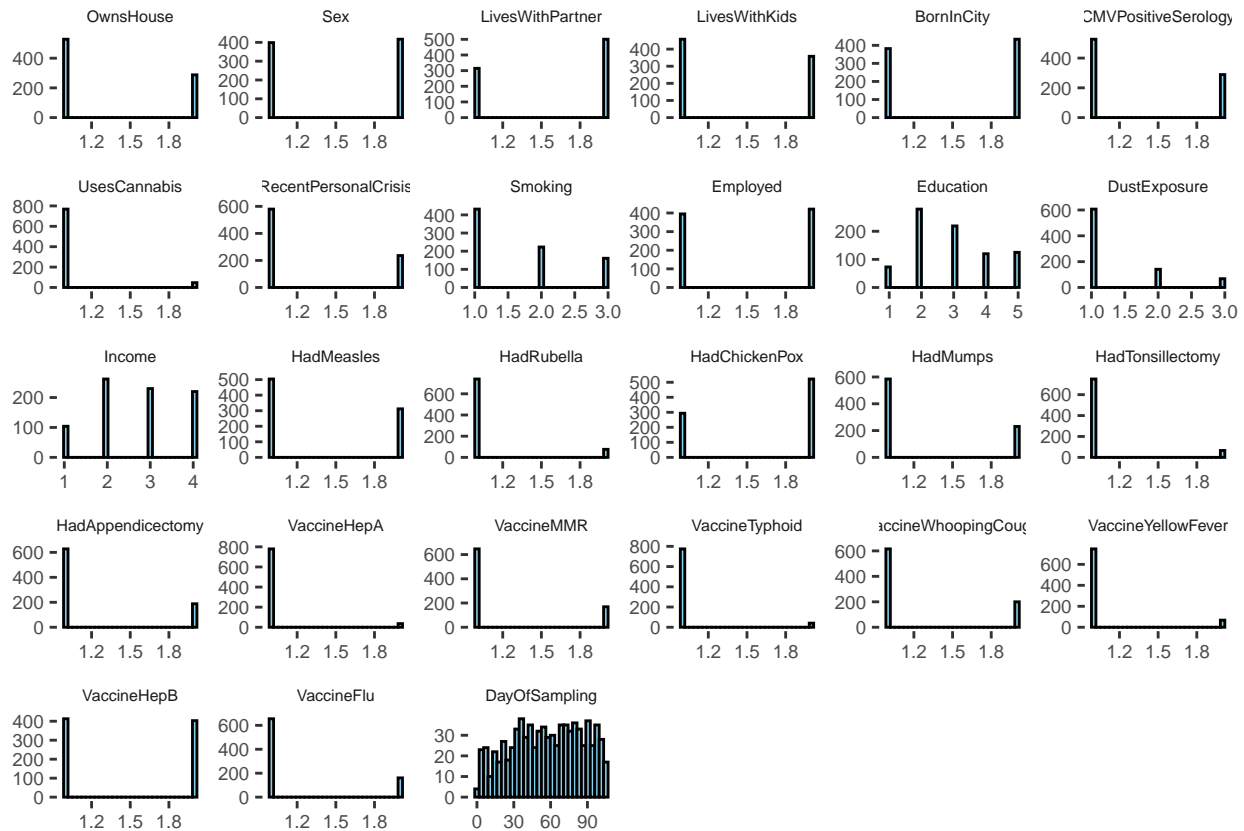 OwnsHouse Sex LivesWithPartner LivesWithKids BornInCity CMVPositiveSerology
400 400 500 400 400 400
200 300 400 300 300 200
0 200 300 200 200 0
100 200 100 100
0 100 0 0
0
1.2 1.5 1.8 1.2 1.5 1.8 1.2 1.5 1.8 1.2 1.5 1.8 1.2 1.5 1.8 1.2 1.5 1.8
UsesCannabis RecentPersonalCrisis Smoking Employed Education DustExposure
800 600 400 400 200 600
600 400 300 300 100 400
400 200 200 200 0 200
200 0 100 100 0
0 0 0
1.2 1.5 1.8 1.2 1.5 1.8 1.0 1.5 2.0 2.5 3.0 1.2 1.5 1.8 1 2 3 4 5 1.0 1.5 2.0 2.5 3.0
Income HadMeasles HadRubella HadChickenPox HadMumps HadTonsillectomy
200 500 600 500 600 600
100 400 400 400 400 400
0 300 200 300 200 200
200 0 200 0 0
100 100
0 0
1 2 3 4 1.2 1.5 1.8 1.2 1.5 1.8 1.2 1.5 1.8 1.2 1.5 1.8 1.2 1.5 1.8
HadAppendicectomy VaccineHepA VaccineMMR VaccineTyphoid accineWhoopingCoug VaccineYellowFever
600 800 600 800 600 600
400 600 400 600 400 400
200 400 200 400 200 200
0 200 0 200 0 0
0 0
1.2 1.5 1.8 1.2 1.5 1.8 1.2 1.5 1.8 1.2 1.5 1.8 1.2 1.5 1.8 1.2 1.5 1.8
VaccineHepB VaccineFlu DayOfSampling
400 600 30
300 400 20
200 200 10
100 0 0
0
1.2 1.5 1.8 1.2 1.5 1.8 0 30 60 90